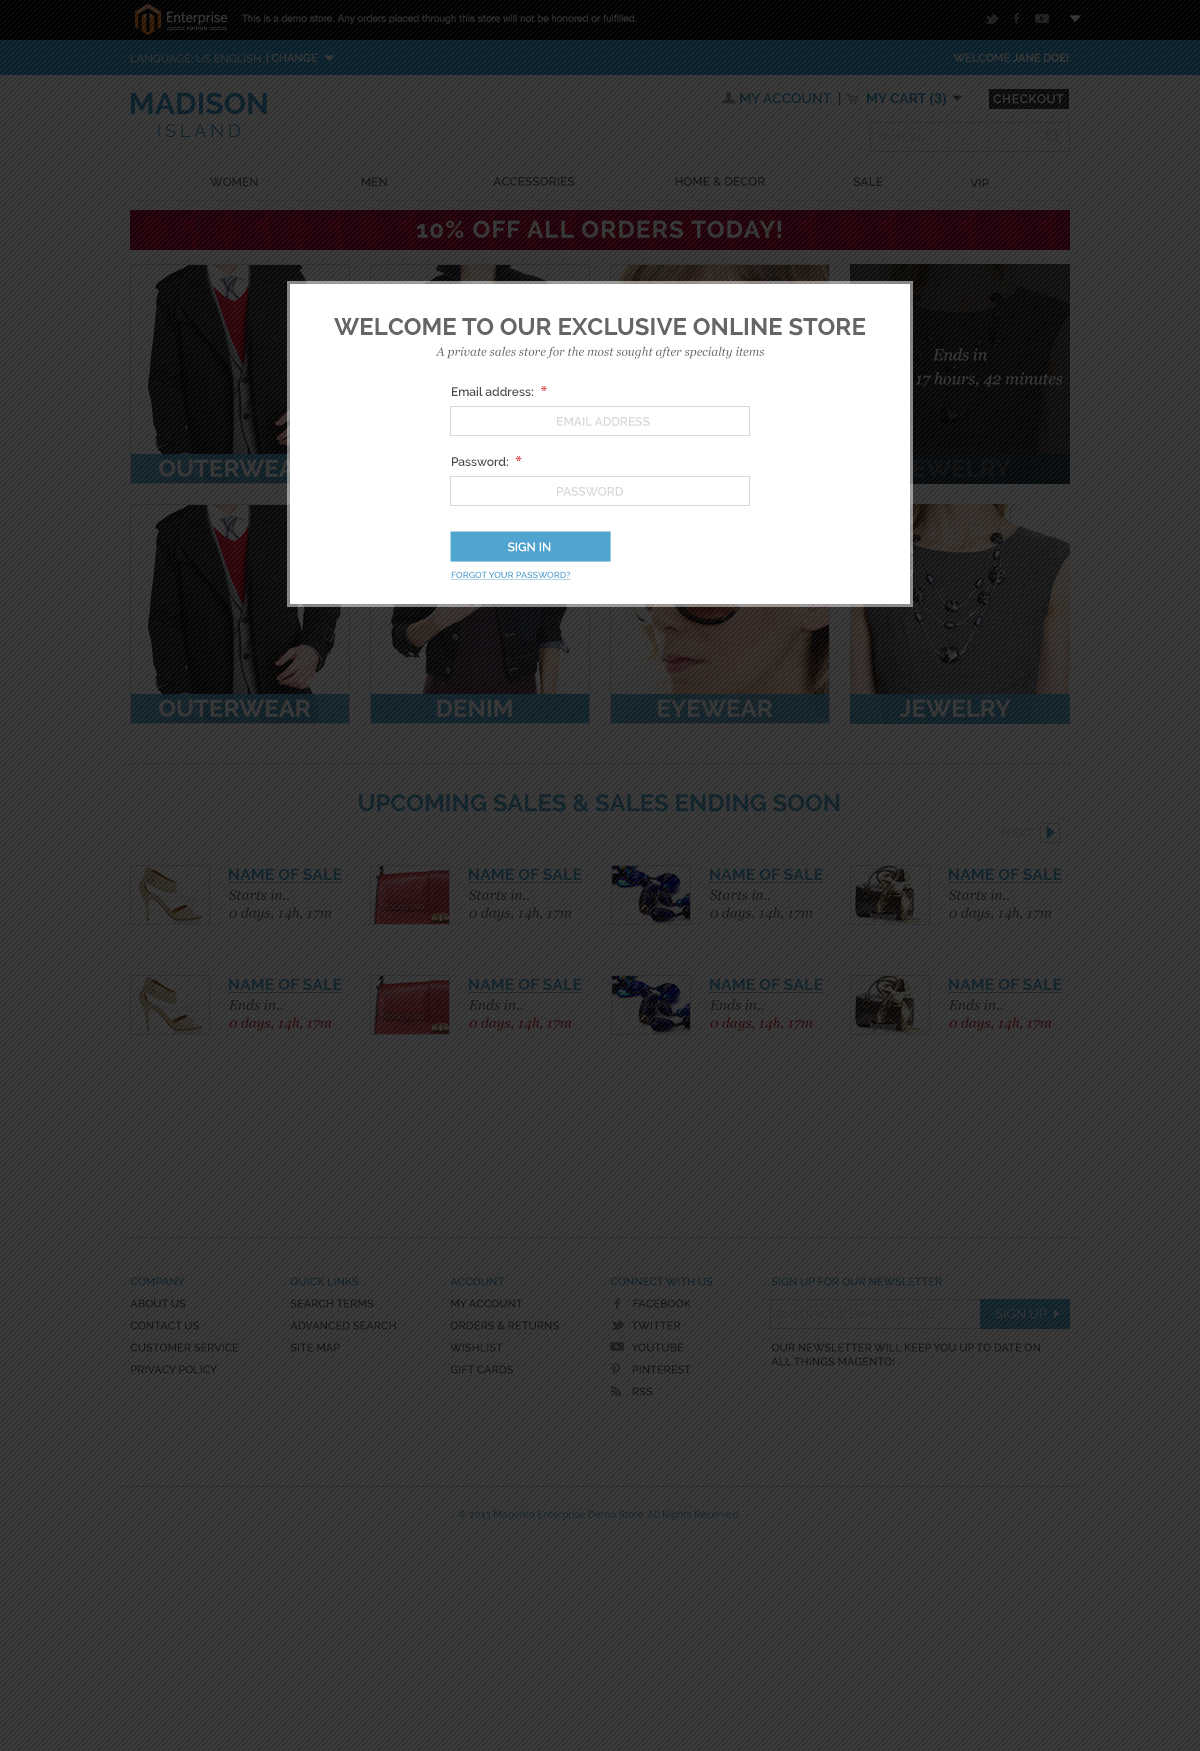 Enterprise This is a demo store. Any orders placed through this store will not be honored or fulfilled.
LANGUAGE: US ENGLISH | CHANGE WELCOME JANE DOE!
MADISON
ISLAND
MY ACCOUNT | MY CART (3) CHECKOUT
WOMEN MEN ACCESSORIES HOME & DECOR SALE VIP
10% OFF ALL ORDERS TODAY!
WELCOME TO OUR EXCLUSIVE ONLINE STORE
A private sales store for the most sought after specialty items
Email address: *
EMAIL ADDRESS
Password: *
PASSWORD
SIGN IN
FORGOT YOUR PASSWORD?
Ends in
17 hours, 42 minutes
OUTERWEA EWELRY
OUTERWEAR DENIM EYEWEAR JEWELRY
UPCOMING SALES & SALES ENDING SOON
NAME OF SALE NAME OF SALE NAME OF SALE NAME OF SALE
Starts in.. Starts in.. Starts in.. Starts in..
0 days, 14h, 17m 0 days, 14h, 17m 0 days, 14h, 17m 0 days, 14h, 17m
NAME OF SALE NAME OF SALE NAME OF SALE NAME OF SALE
Ends in.. Ends in.. Ends in.. Ends in..
0 days, 14h, 17m 0 days, 14h, 17m 0 days, 14h, 17m 0 days, 14h, 17m
COMPANY
ABOUT US
CONTACT US
CUSTOMER SERVICE
PRIVACY POLICY
QUICK LINKS
SEARCH TERMS
ADVANCED SEARCH
SITE MAP
ACCOUNT
MY ACCOUNT
ORDERS & RETURNS
WISHLIST
GIFT CARDS
CONNECT WITH US
FACEBOOK
TWITTER
YOUTUBE
PINTEREST
RSS
SIGN UP FOR OUR NEWSLETTER
SIGN UP
OUR NEWSLETTER WILL KEEP YOU UP TO DATE ON
ALL THINGS MAGENTO!
© 2013 Magento Enterprise Demo Store. All Rights Reserved.